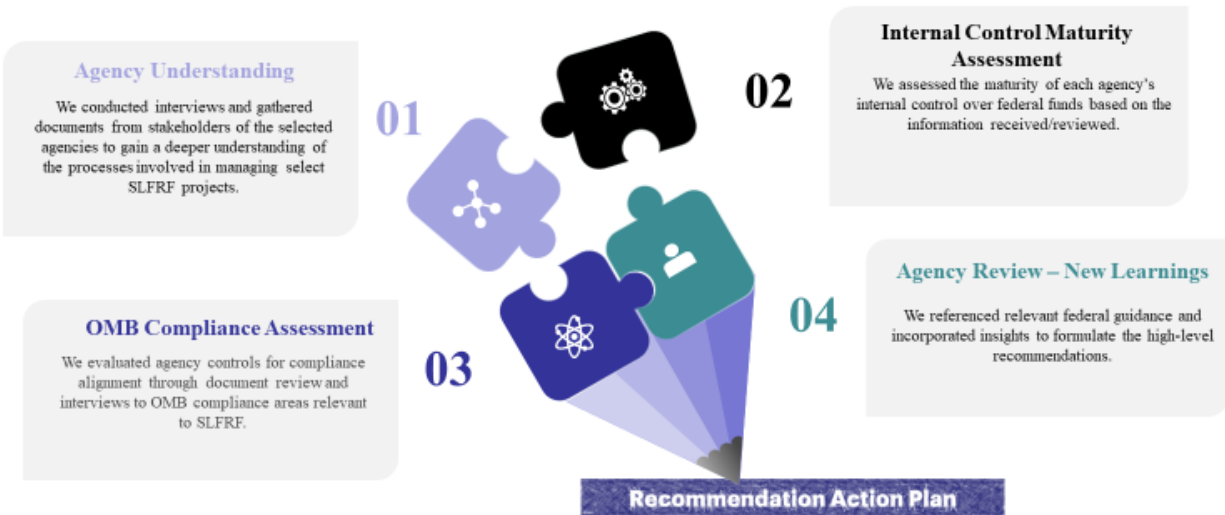 Agency Understanding
We conducted interviews and gathered
documents from stakeholders of the selected
agencies to gain a deeper understanding of
the processes involved in managing select
SLFRF projects.
01
02
Internal Control Maturity
Assessment
We assessed the maturity of each agency's
internal control over federal funds based on the
information received/reviewed.
OMB Compliance Assessment
We evaluated agency controls for compliance
alignment through document review and
interviews to OMB compliance areas relevant
to SLFRF.
03
04
Agency Review – New Learnings
We referenced relevant federal guidance and
incorporated insights to formulate the high-level
recommendations.
Recommendation Action Plan